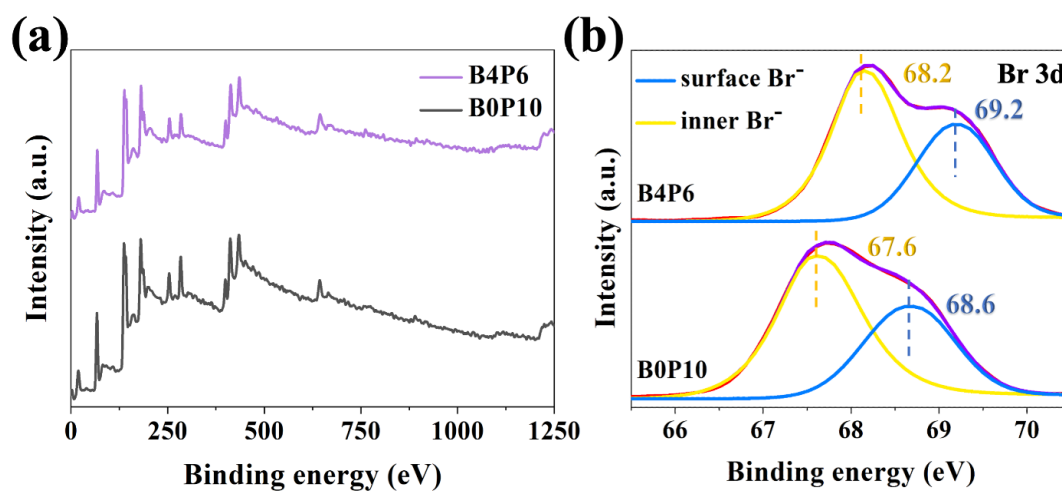 (a)
B4P6
B0P10
Intensity (a.u.)
0 250 500 750 1000 1250
Binding energy (eV)
(b)
surface Br⁻
inner Br⁻
68.2
Br 3d
69.2
B4P6
67.6
68.6
B0P10
Intensity (a.u.)
66 67 68 69 70
Binding energy (eV)